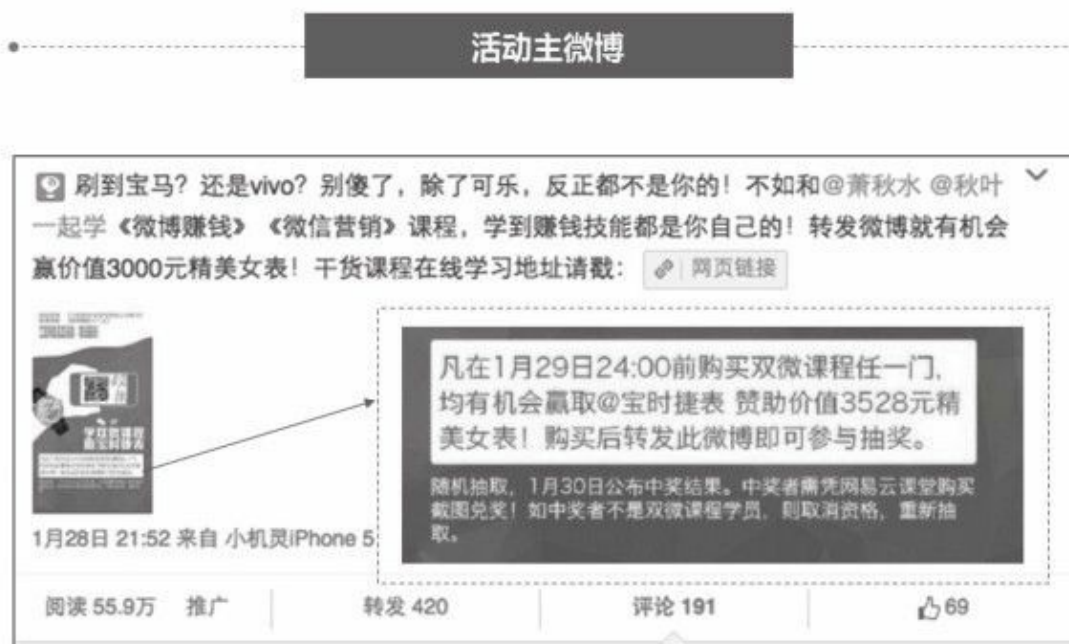 活动主微博
刷到宝马？还是vivo？别傻了，除了可乐，反正都不是你的！不如和@萧秋水 @秋叶
一起学《微博赚钱》《微信营销》课程，学到赚钱技能都是你自己的！转发微博就有机会
赢价值3000元精美女表！干货课程在线学习地址请戳： 网页链接
凡在1月29日24:00前购买双微课程任一门，
均有机会赢取@宝时捷表 赞助价值3528元精
美女表！购买后转发此微博即可参与抽奖。
随机抽取，1月30日公布中奖结果。中奖者需凭网易云课堂购买
截图兑奖！如中奖者不是双微课程学员，则取消资格，重新抽
取。
1月28日 21:52 来自 小机灵iPhone 5
阅读 55.9万 推广 转发 420 评论 191 69